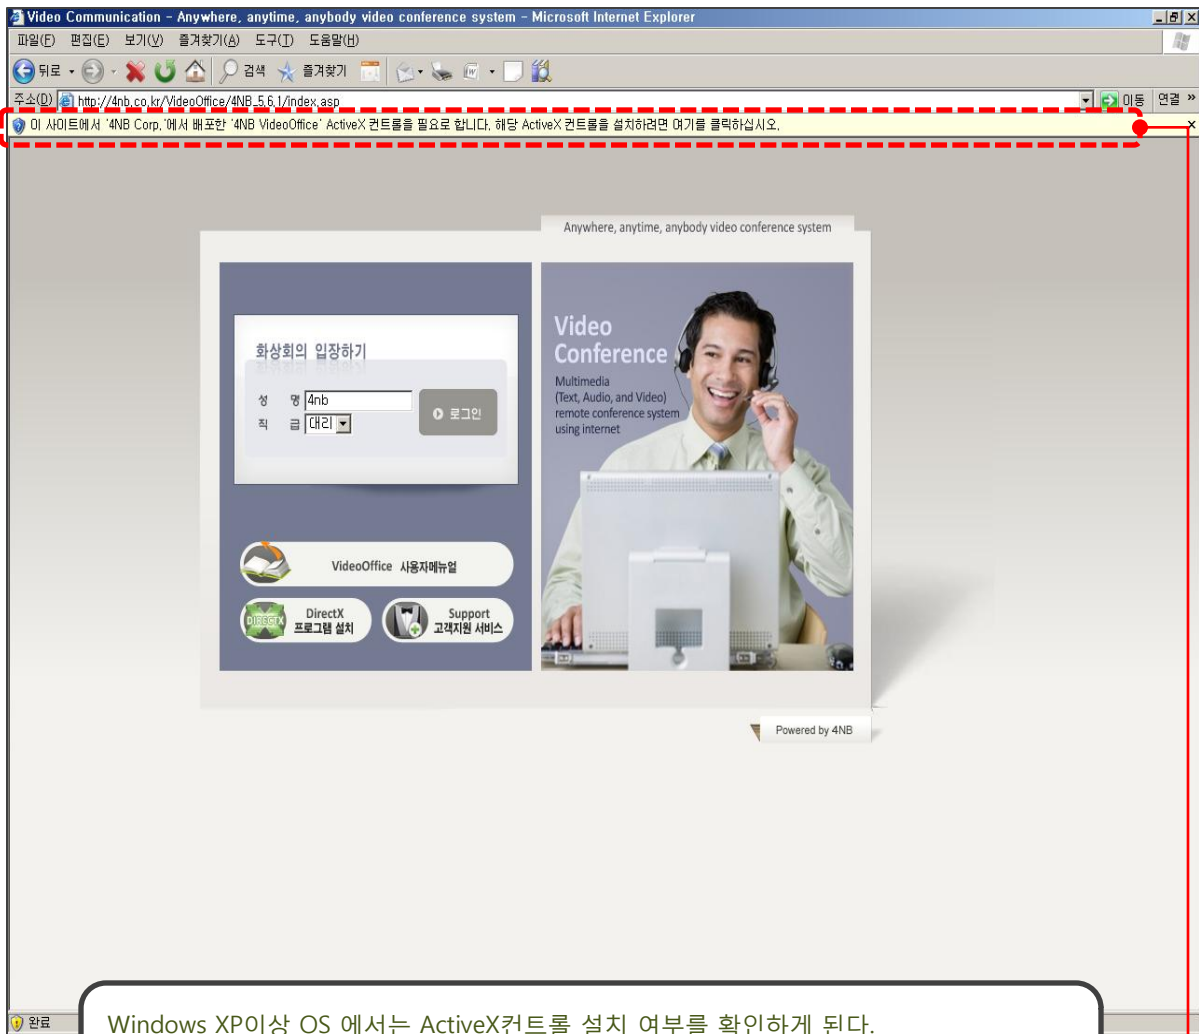 Video Communication - Anywhere, anytime, anybody video conference system - Microsoft Internet Explorer
파일(F) 편집(E) 보기(V) 즐겨찾기(A) 도구(T) 도움말(H)
뒤로 검색 즐겨찾기
주소(D) http://4nb.co.kr/VideoOffice/4NB_5.6.1/index.asp 이동 연결 »
이 사이트에서 '4NB Corp.'에서 배포한 '4NB VideoOffice' ActiveX 컨트롤을 필요로 합니다. 해당 ActiveX 컨트롤을 설치하려면 여기를 클릭하십시오.
Anywhere, anytime, anybody video conference system
화상회의 입장하기
성 명 4nb
직 급 대리
로그인
VideoOffice 사용자메뉴얼
DirectX
프로그램 설치
Support
고객지원 서비스
DIRECTX
Video
Conference
Multimedia
(Text, Audio, and Video)
remote conference system
using internet
Powered by 4NB
완료
Windows XP이상 OS 에서는 ActiveX컨트롤 설치 여부를 확인하게 된다.